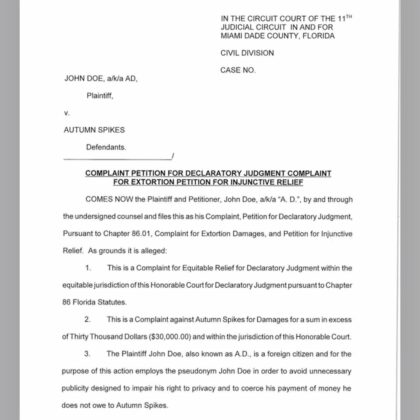 IN THE CIRCUIT COURT OF THE 11TH
JUDICIAL CIRCUIT IN AND FOR
MIAMI DADE COUNTY, FLORIDA
CIVIL DIVISION
CASE NO.
JOHN DOE, a/k/a AD,
Plaintiff,
v.
AUTUMN SPIKES
Defendants.
/
COMPLAINT PETITION FOR DECLARATORY JUDGMENT COMPLAINT
FOR EXTORTION PETITION FOR INJUNCTIVE RELIEF
COMES NOW the Plaintiff and Petitioner, John Doe, a/k/a “A. D.”, by and through
the undersigned counsel and files this as his Complaint, Petition for Declaratory Judgment,
Pursuant to Chapter 86.01, Complaint for Extortion Damages, and Petition for Injunctive
Relief. As grounds it is alleged:
1. This is a Complaint for Equitable Relief for Declaratory Judgment within the
equitable jurisdiction of this Honorable Court for Declaratory Judgment pursuant to Chapter
86 Florida Statutes.
2. This is a Complaint against Autumn Spikes for Damages for a sum in excess
of Thirty Thousand Dollars ($30,000.00) and within the jurisdiction of this Honorable Court.
3. The Plaintiff John Doe, also known as A.D., is a foreign citizen and for the
purpose of this action employs the pseudonym John Doe in order to avoid unnecessary
publicity designed to impair his right to privacy and to coerce his payment of money he
does not owe to Autumn Spikes.